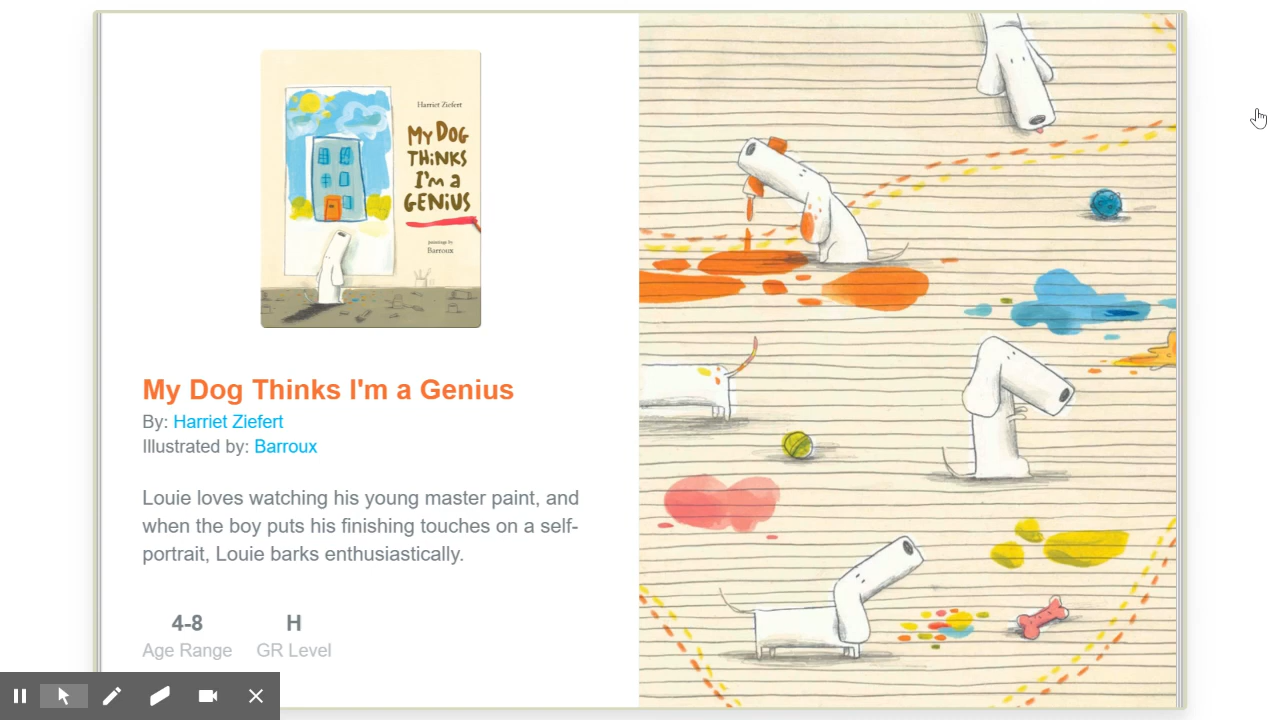 Harriet Ziefert
MY DOG
THiNKS
I'm a
GENiUS
paintings by
Barroux
My Dog Thinks I'm a Genius
By: Harriet Ziefert
Illustrated by: Barroux
Louie loves watching his young master paint, and
when the boy puts his finishing touches on a self-
portrait, Louie barks enthusiastically.
4-8 H
Age Range GR Level